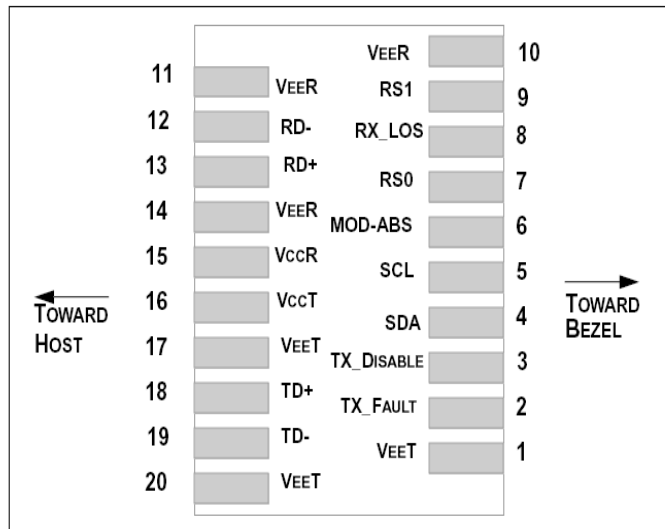 VEER 10
11 VEER
RS1 9
12 RD-
RX_LOS 8
13 RD+
RS0 7
14 VEER
MOD-ABS 6
15 VCCR
SCL 5
16 VCCT
SDA 4
17 VEET
TX_DISABLE 3
18 TD+
TX_FAULT 2
19 TD-
VEET 1
20 VEET
TOWARD
HOST
TOWARD
BEZEL